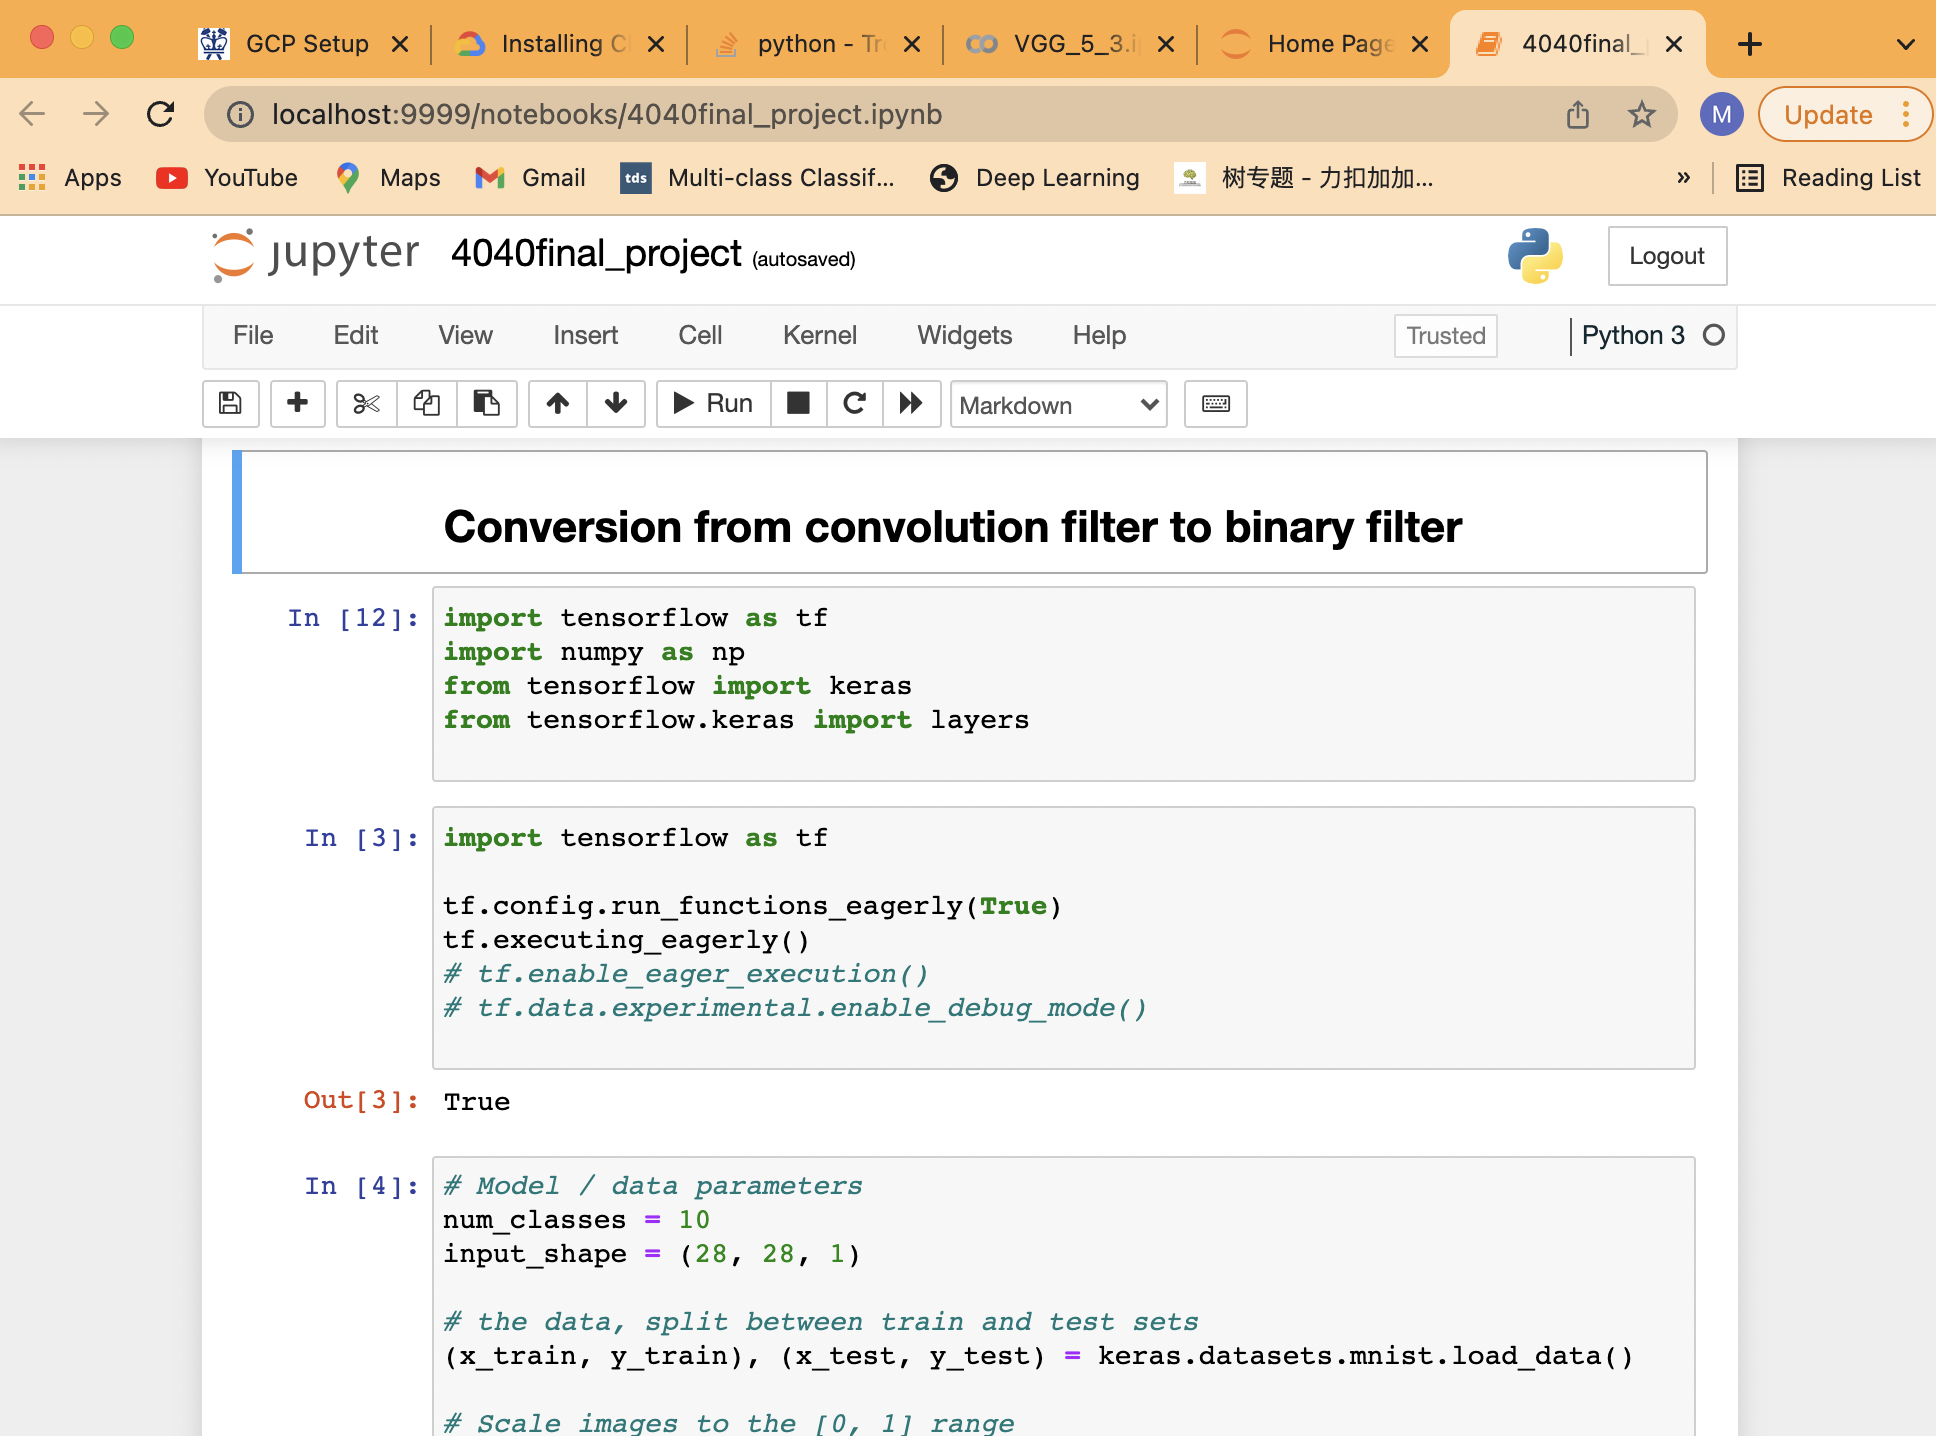 GCP Setup
Installing C
python - Tr
VGG_5_3.i
Home Page
4040final_
localhost:9999/notebooks/4040final_project.ipynb
M
Update
Apps
YouTube
Maps
Gmail
tds
Multi-class Classif...
Deep Learning
树专题 - 力扣加加...
»
Reading List
jupyter
4040final_project (autosaved)
Logout
File Edit View Insert Cell Kernel Widgets Help
Trusted
Python 3
Run
Markdown
Conversion from convolution filter to binary filter
In [12]:
import tensorflow as tf
import numpy as np
from tensorflow import keras
from tensorflow.keras import layers
In [3]:
import tensorflow as tf
tf.config.run_functions_eagerly(True)
tf.executing_eagerly()
# tf.enable_eager_execution()
# tf.data.experimental.enable_debug_mode()
Out[3]: True
In [4]:
# Model / data parameters
num_classes = 10
input_shape = (28, 28, 1)
# the data, split between train and test sets
(x_train, y_train), (x_test, y_test) = keras.datasets.mnist.load_data()
# Scale images to the [0, 1] range